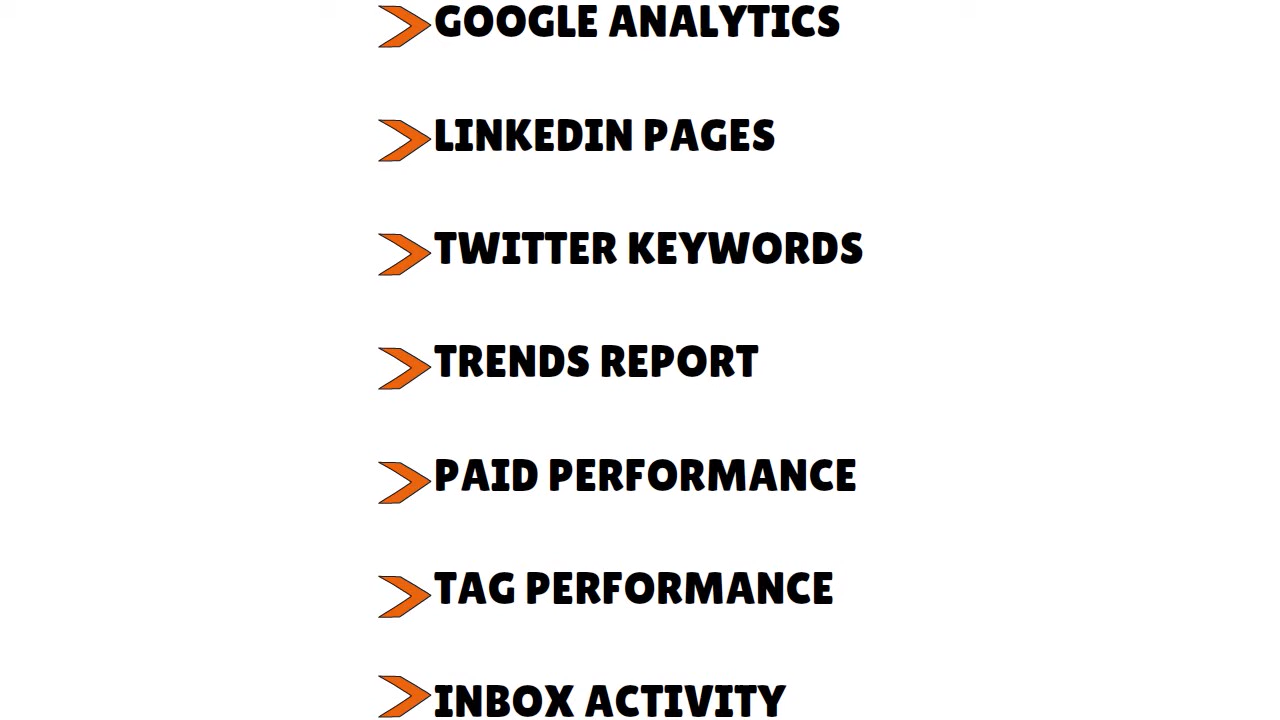 GOOGLE ANALYTICS
LINKEDIN PAGES
TWITTER KEYWORDS
TRENDS REPORT
PAID PERFORMANCE
TAG PERFORMANCE
INBOX ACTIVITY